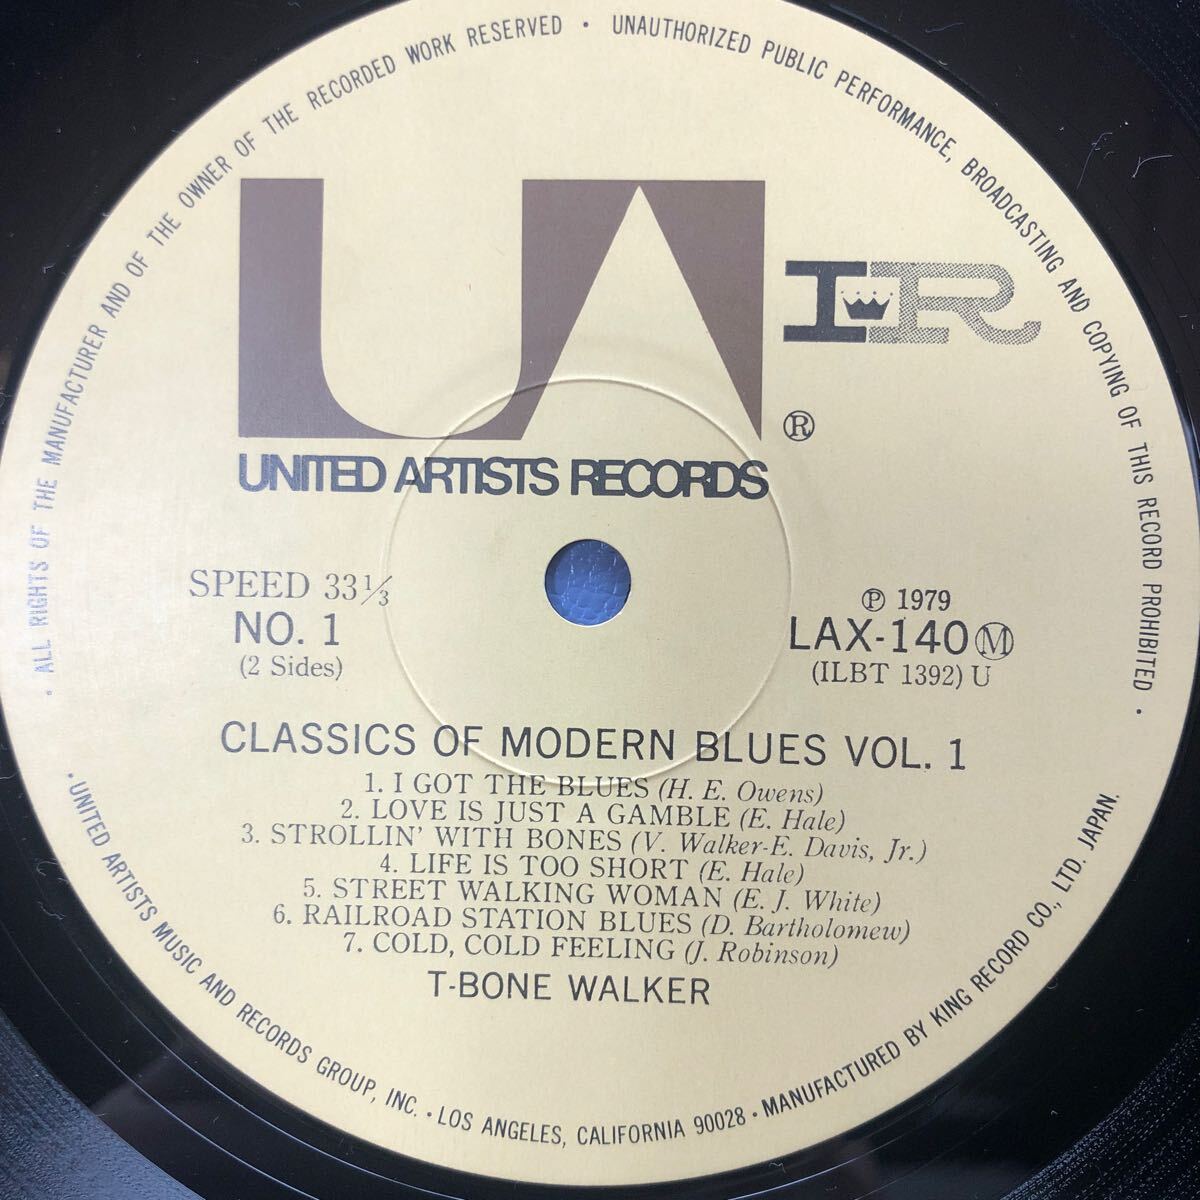 · ALL RIGHTS OF THE MANUFACTURER AND OF THE OWNER OF THE RECORDED WORK RESERVED · UNAUTHORIZED PUBLIC PERFORMANCE, BROADCASTING AND COPYING OF THIS RECORD PROHIBITED ·
UA
IR
®
UNITED ARTISTS RECORDS
SPEED 33⅓
NO. 1
(2 Sides)
Ⓟ 1979
LAX-140 Ⓜ
(ILBT 1392) U
CLASSICS OF MODERN BLUES VOL. 1
1. I GOT THE BLUES (H. E. Owens)
2. LOVE IS JUST A GAMBLE (E. Hale)
3. STROLLIN' WITH BONES (V. Walker-E. Davis, Jr.)
4. LIFE IS TOO SHORT (E. Hale)
5. STREET WALKING WOMAN (E. J. White)
6. RAILROAD STATION BLUES (D. Bartholomew)
7. COLD, COLD FEELING (J. Robinson)
T-BONE WALKER
· UNITED ARTISTS MUSIC AND RECORDS GROUP, INC. · LOS ANGELES, CALIFORNIA 90028 · MANUFACTURED BY KING RECORD CO., LTD. JAPAN.